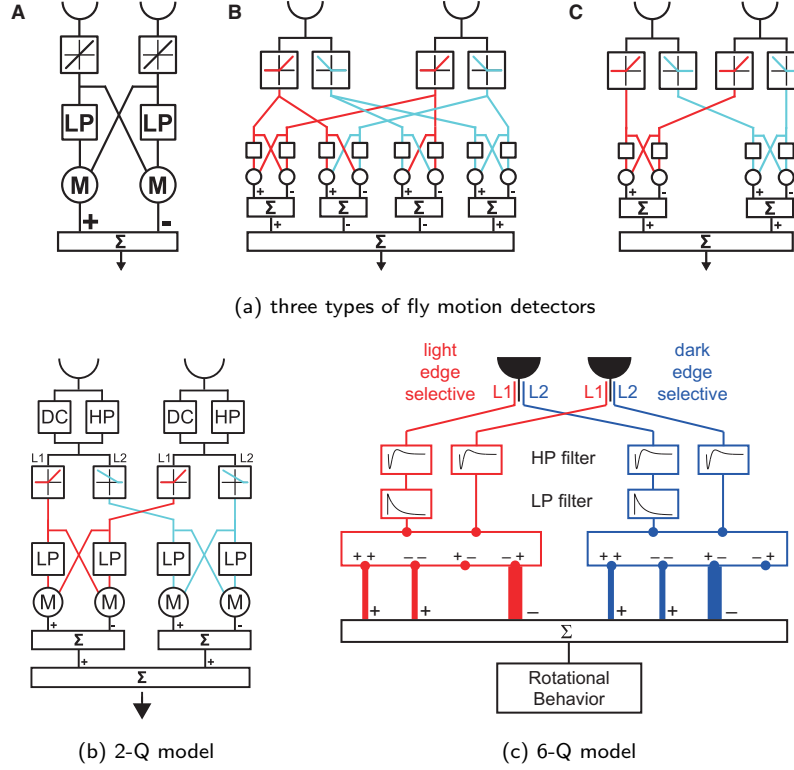 A
B
C
LP LP
M M
+ -
Σ
+ - + - + - + -
Σ Σ Σ Σ
+ - - +
Σ
+ - + -
Σ Σ
+ +
Σ
(a) three types of fly motion detectors
DC HP DC HP
L1 L2 L1 L2
LP LP LP LP
M M M M
+ - + -
Σ Σ
+ +
Σ
(b) 2-Q model
light
edge
selective
dark
edge
selective
L1 L2 L1 L2
HP filter
LP filter
+ + − − + − − + + + − − + − − +
+ + − + + −
Σ
Rotational
Behavior
(c) 6-Q model